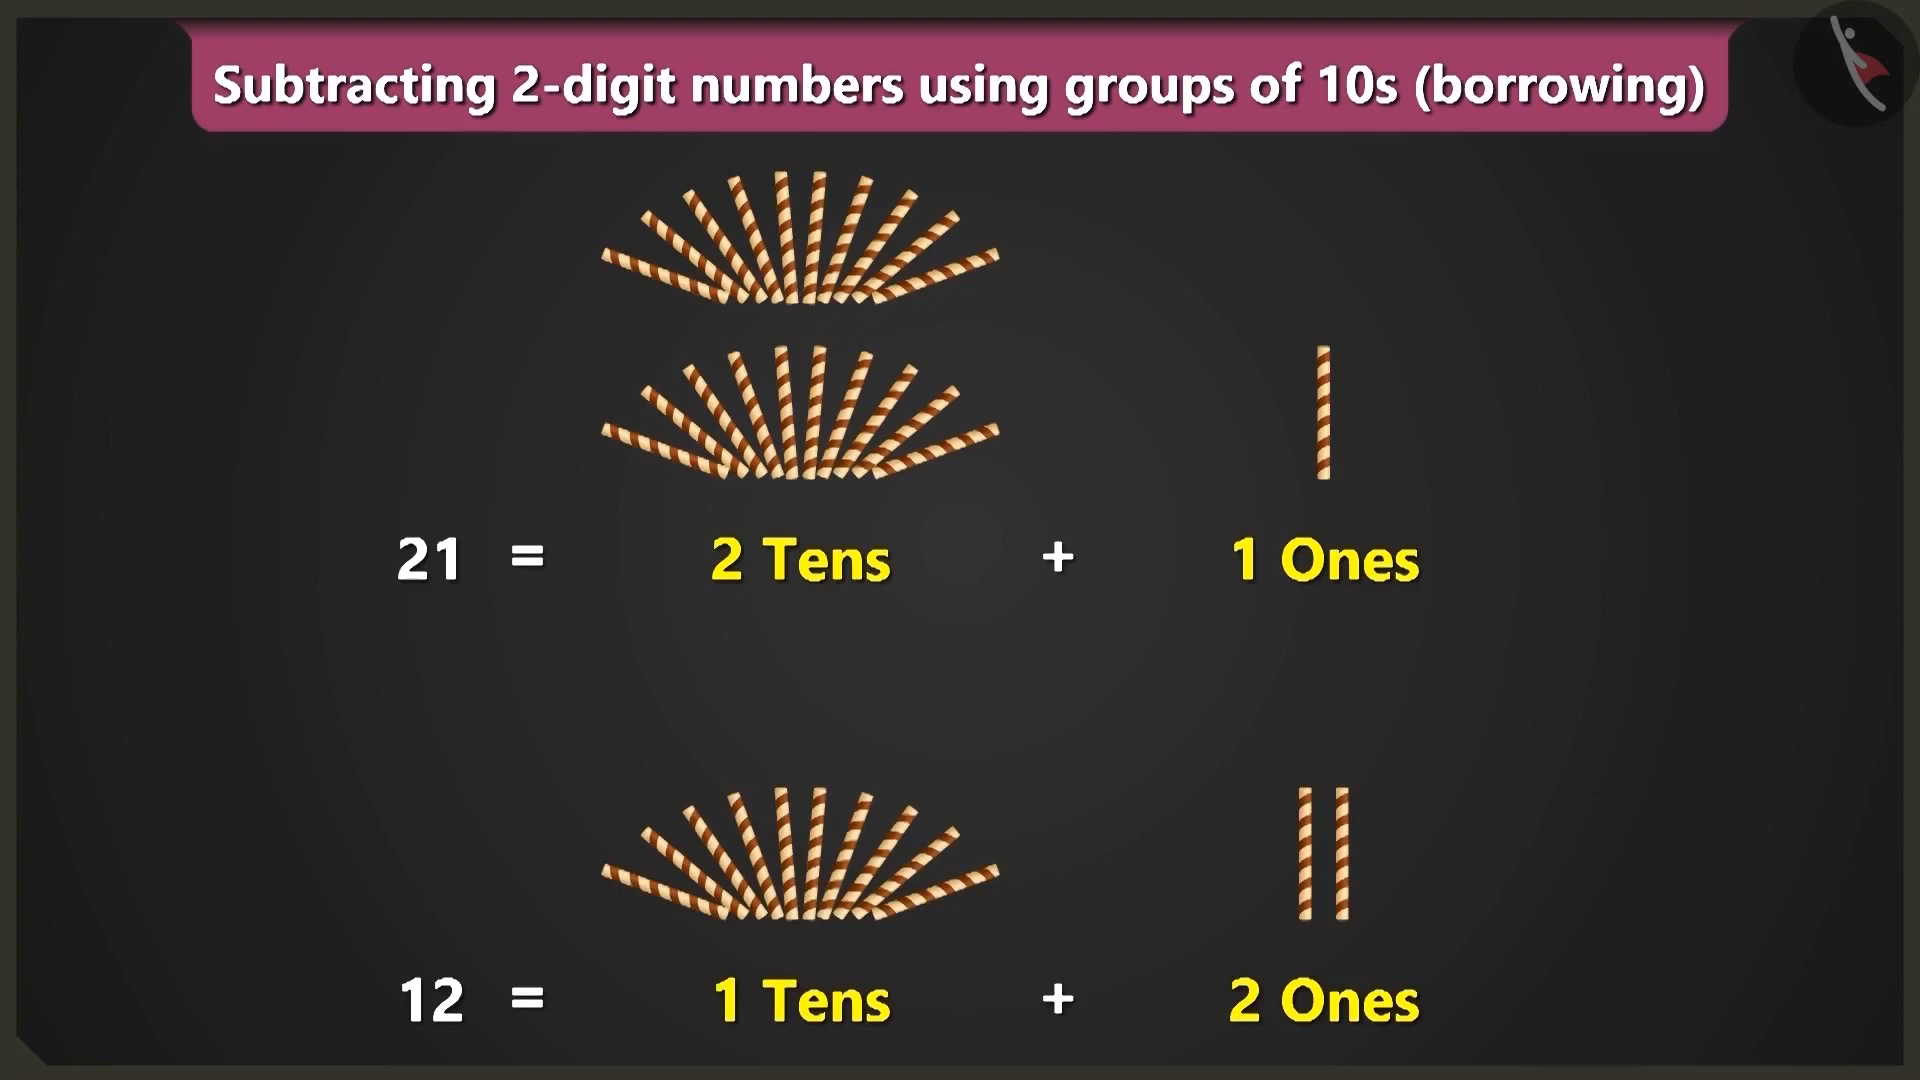 Subtracting 2-digit numbers using groups of 10s (borrowing)
21 = 2 Tens + 1 Ones
12 = 1 Tens + 2 Ones